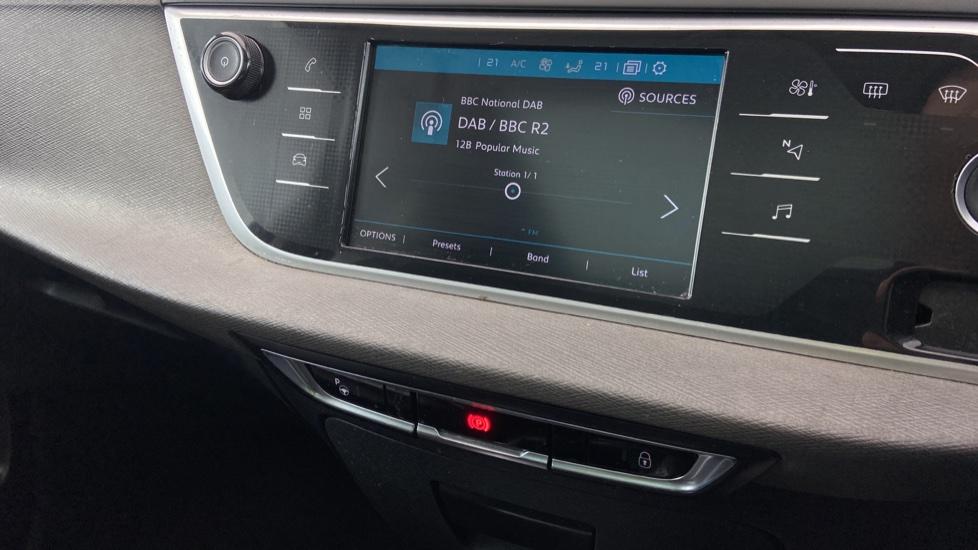 21 A/C 21
SOURCES
BBC National DAB
DAB / BBC R2
12B Popular Music
Station 1/ 1
FM
OPTIONS
Presets
Band
List
N
P
P